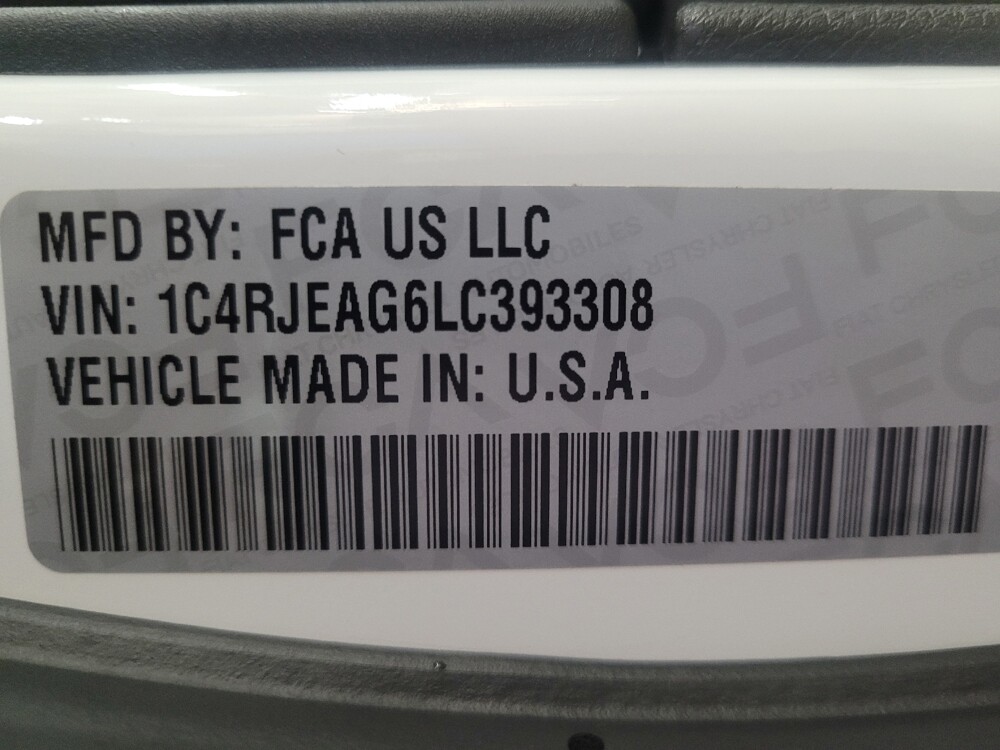 MFD BY: FCA US LLC
VIN: 1C4RJEAG6LC393308
VEHICLE MADE IN: U.S.A.